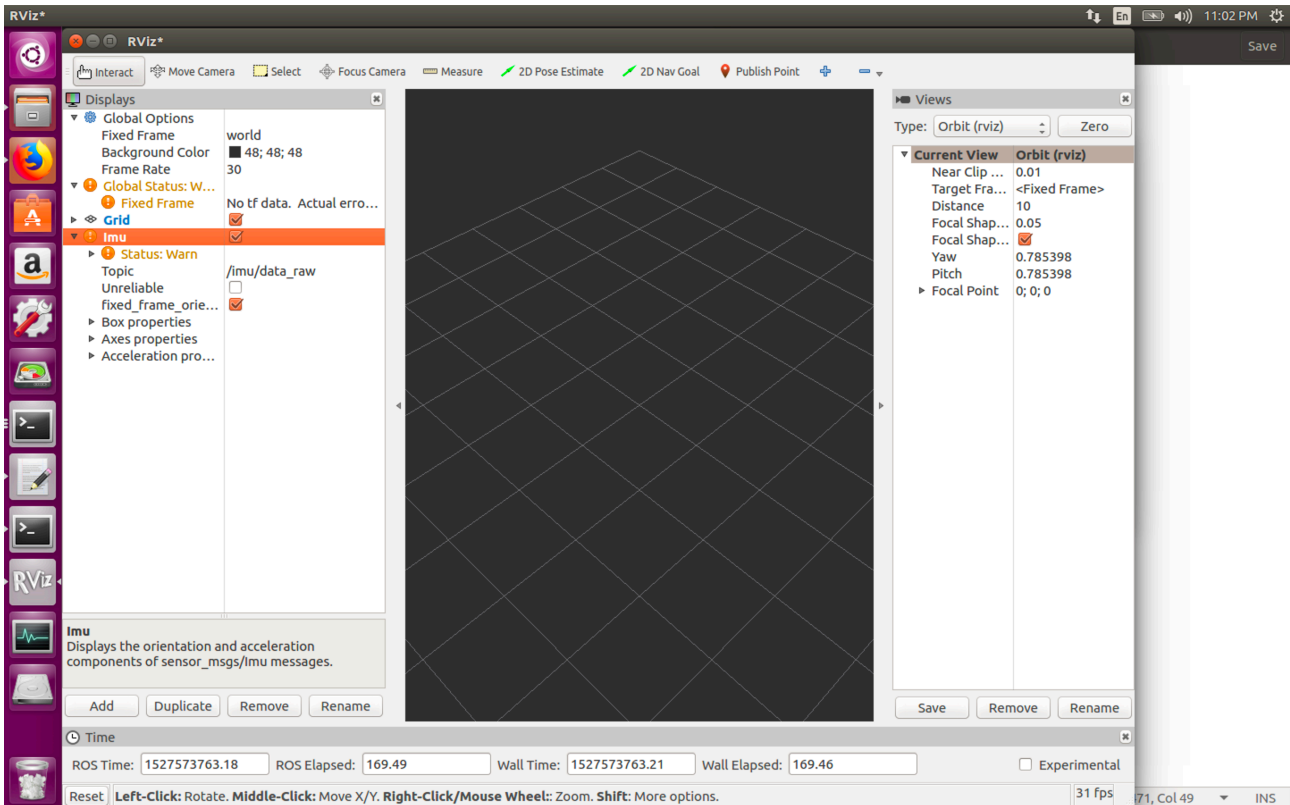 RViz*
En
11:02 PM
RViz*
Save
Interact Move Camera Select Focus Camera Measure 2D Pose Estimate 2D Nav Goal Publish Point
Displays
Global Options
Fixed Frame world
Background Color 48; 48; 48
Frame Rate 30
Global Status: W...
Fixed Frame No tf data. Actual erro...
Grid
Imu
Status: Warn
Topic /imu/data_raw
Unreliable
fixed_frame_orie...
Box properties
Axes properties
Acceleration pro...
Imu
Displays the orientation and acceleration
components of sensor_msgs/Imu messages.
Add Duplicate Remove Rename
Views
Type: Orbit (rviz) Zero
Current View Orbit (rviz)
Near Clip ... 0.01
Target Fra... <Fixed Frame>
Distance 10
Focal Shap... 0.05
Focal Shap...
Yaw 0.785398
Pitch 0.785398
Focal Point 0; 0; 0
Save Remove Rename
Time
ROS Time: 1527573763.18 ROS Elapsed: 169.49 Wall Time: 1527573763.21 Wall Elapsed: 169.46 Experimental
Reset Left-Click: Rotate. Middle-Click: Move X/Y. Right-Click/Mouse Wheel:: Zoom. Shift: More options. 31 fps
71, Col 49 INS
RViz
a
A
>_
>_